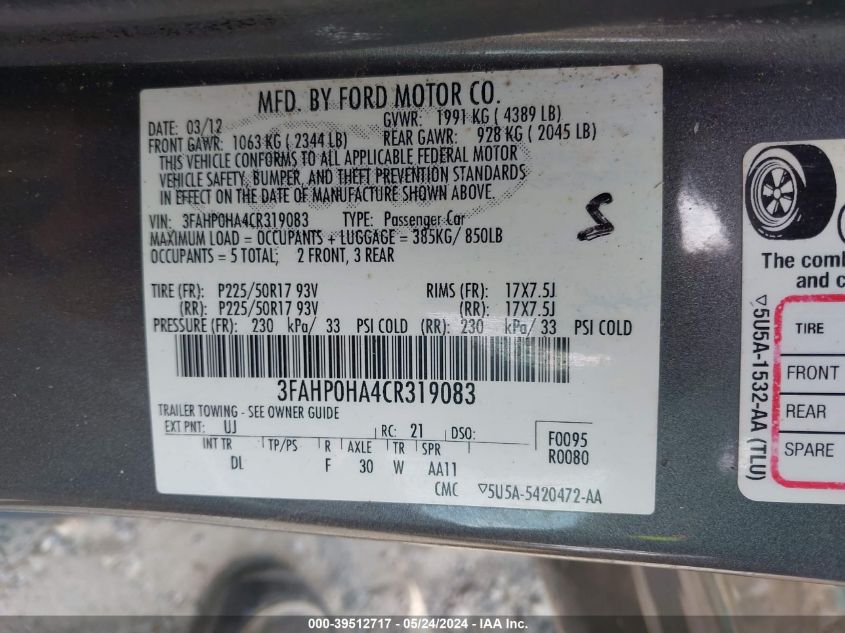 MFD. BY FORD MOTOR CO.
DATE: 03/12 GVWR: 1991 KG ( 4389 LB)
FRONT GAWR: 1063 KG ( 2344 LB) REAR GAWR: 928 KG ( 2045 LB)
THIS VEHICLE CONFORMS TO ALL APPLICABLE FEDERAL MOTOR
VEHICLE SAFETY, BUMPER, AND THEFT PREVENTION STANDARDS
IN EFFECT ON THE DATE OF MANUFACTURE SHOWN ABOVE.
VIN: 3FAHP0HA4CR319083 TYPE: Passenger Car
MAXIMUM LOAD = OCCUPANTS + LUGGAGE = 385KG/ 850LB
OCCUPANTS = 5 TOTAL; 2 FRONT, 3 REAR
TIRE (FR): P225/50R17 93V RIMS (FR): 17X7.5J
(RR): P225/50R17 93V (RR): 17X7.5J
PRESSURE (FR): 230 kPa/ 33 PSI COLD (RR): 230 kPa/ 33 PSI COLD
3FAHP0HA4CR319083
TRAILER TOWING - SEE OWNER GUIDE
EXT PNT: UJ RC: 21 DSO: F0095
R0080
INT TR TP/PS R AXLE TR SPR
DL F 30 W AA11
CMC ▽5U5A-5420472-AA
The comb
and c
TIRE
FRONT
REAR
SPARE
▽5U5A-1532-AA (TLU)
000-39512717 - 05/24/2024 - IAA Inc.